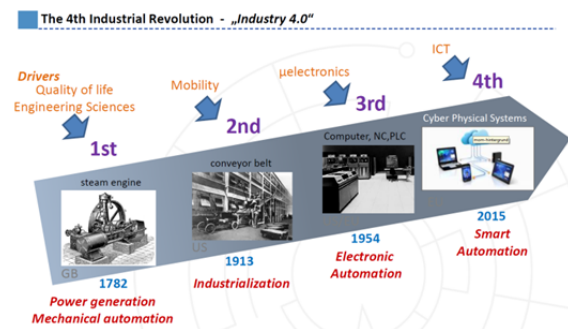 The 4th Industrial Revolution - „Industry 4.0"
Drivers
Quality of life
Engineering Sciences
1st
steam engine
GB
1782
Power generation
Mechanical automation
Mobility
2nd
conveyor belt
US
1913
Industrialization
µelectronics
3rd
Computer, NC,PLC
1954
Electronic
Automation
ICT
4th
Cyber Physical Systems
2015
Smart
Automation